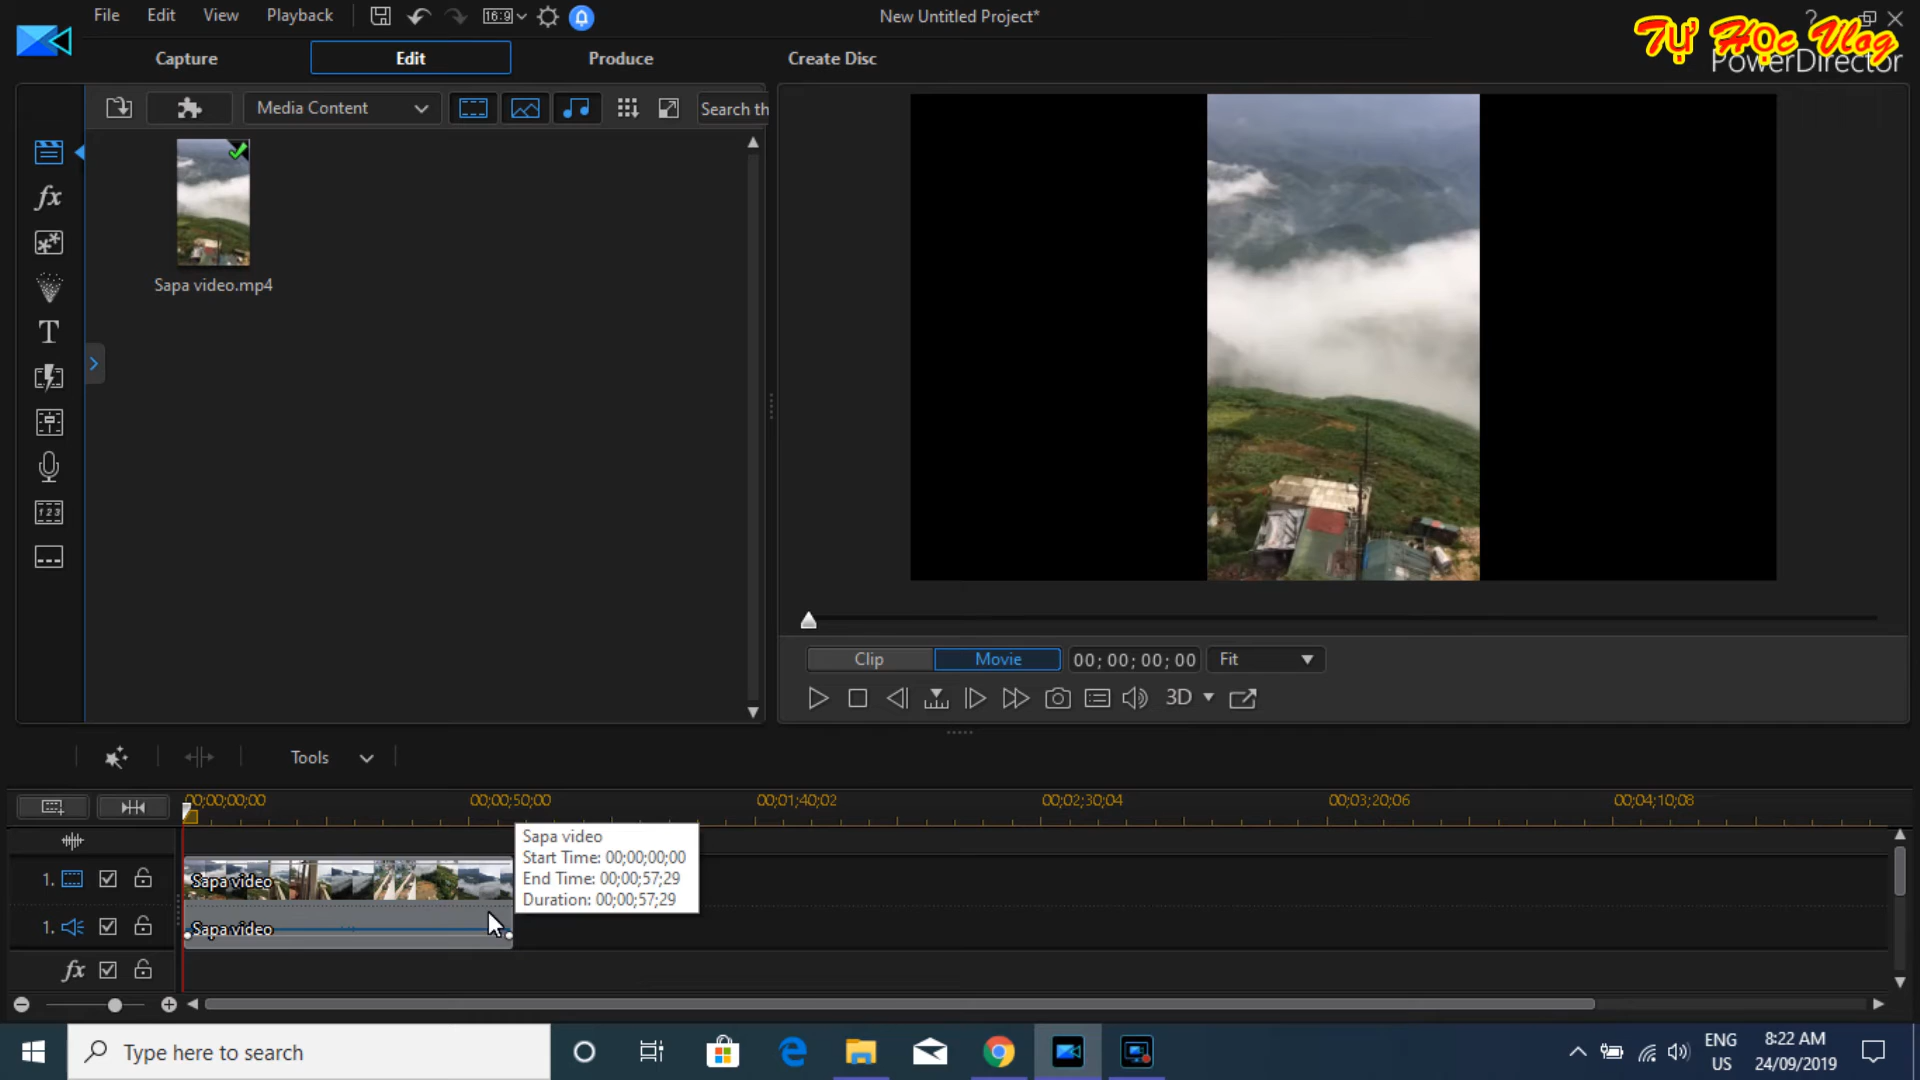 File Edit View Playback 16:9 New Untitled Project* ?
Tự Học Vlog
PowerDirector
Capture Edit Produce Create Disc
Media Content Search th
Sapa video.mp4
fx
T
Clip Movie 00; 00; 00; 00 Fit
3D
Tools
00;00;00;00 00;00;50;00 00;01;40;02 00;02;30;04 00;03;20;06 00;04;10;08
Sapa video
Start Time: 00;00;00;00
End Time: 00;00;57;29
Duration: 00;00;57;29
1. Sapa video
1. Sapa video
fx
Type here to search
ENG
US
8:22 AM
24/09/2019